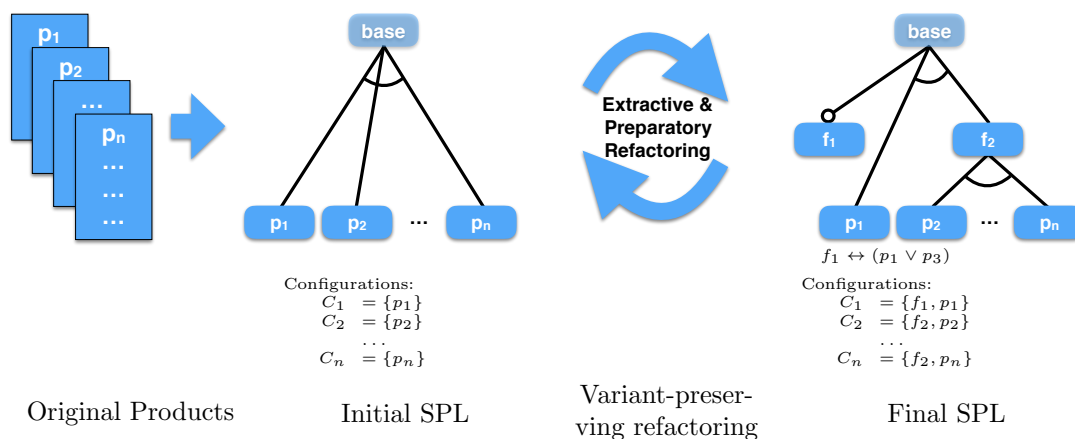 p1
p2
...
pn
...
...
...
base
p1
p2
...
pn
Configurations:
C1 = {p1}
C2 = {p2}
...
Cn = {pn}
Extractive &
Preparatory
Refactoring
base
f1
f2
p1
p2
...
pn
f1 ↔ (p1 ∨ p3)
Configurations:
C1 = {f1, p1}
C2 = {f2, p2}
...
Cn = {f2, pn}
Original Products
Initial SPL
Variant-preser-
ving refactoring
Final SPL